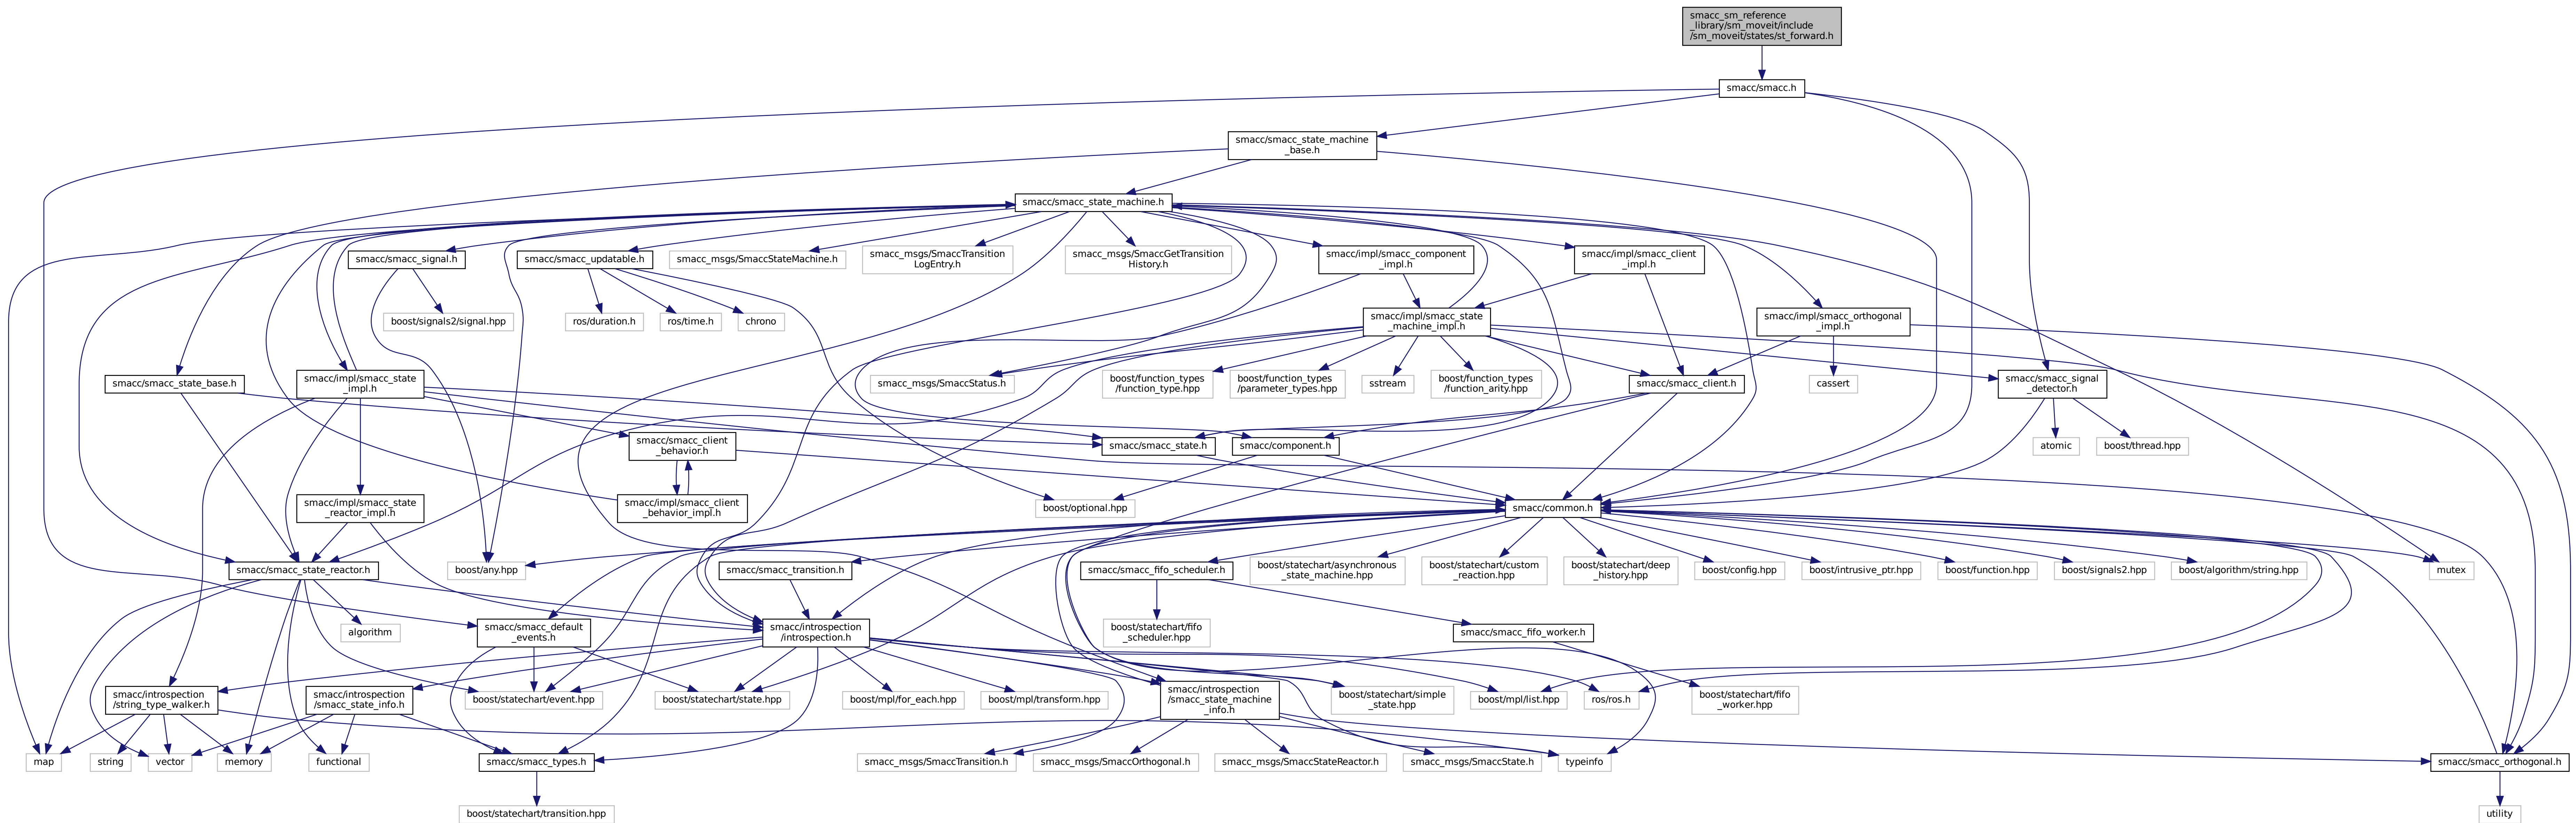 smacc_sm_reference
_library/sm_moveit/include
/sm_moveit/states/st_forward.h
smacc/smacc.h
smacc/smacc_state_machine
_base.h
smacc/smacc_state_machine.h
smacc/smacc_signal.h
smacc/smacc_updatable.h
smacc_msgs/SmaccStateMachine.h
smacc_msgs/SmaccTransition
LogEntry.h
smacc_msgs/SmaccGetTransition
History.h
smacc/impl/smacc_component
_impl.h
smacc/impl/smacc_client
_impl.h
boost/signals2/signal.hpp
ros/duration.h
ros/time.h
chrono
smacc/impl/smacc_state
_machine_impl.h
smacc/impl/smacc_orthogonal
_impl.h
smacc/smacc_state_base.h
smacc/impl/smacc_state
_impl.h
smacc_msgs/SmaccStatus.h
boost/function_types
/function_type.hpp
boost/function_types
/parameter_types.hpp
sstream
boost/function_types
/function_arity.hpp
smacc/smacc_client.h
cassert
smacc/smacc_signal
_detector.h
smacc/smacc_client
_behavior.h
smacc/smacc_state.h
smacc/component.h
atomic
boost/thread.hpp
smacc/impl/smacc_state
_reactor_impl.h
smacc/impl/smacc_client
_behavior_impl.h
boost/optional.hpp
smacc/common.h
smacc/smacc_state_reactor.h
boost/any.hpp
smacc/smacc_transition.h
smacc/smacc_fifo_scheduler.h
boost/statechart/asynchronous
_state_machine.hpp
boost/statechart/custom
_reaction.hpp
boost/statechart/deep
_history.hpp
boost/config.hpp
boost/intrusive_ptr.hpp
boost/function.hpp
boost/signals2.hpp
boost/algorithm/string.hpp
mutex
algorithm
smacc/smacc_default
_events.h
smacc/introspection
/introspection.h
boost/statechart/fifo
_scheduler.hpp
smacc/smacc_fifo_worker.h
smacc/introspection
/string_type_walker.h
smacc/introspection
/smacc_state_info.h
boost/statechart/event.hpp
boost/statechart/state.hpp
boost/mpl/for_each.hpp
boost/mpl/transform.hpp
smacc/introspection
/smacc_state_machine
_info.h
boost/statechart/simple
_state.hpp
boost/mpl/list.hpp
ros/ros.h
boost/statechart/fifo
_worker.hpp
map
string
vector
memory
functional
smacc/smacc_types.h
smacc_msgs/SmaccTransition.h
smacc_msgs/SmaccOrthogonal.h
smacc_msgs/SmaccStateReactor.h
smacc_msgs/SmaccState.h
typeinfo
smacc/smacc_orthogonal.h
boost/statechart/transition.hpp
utility